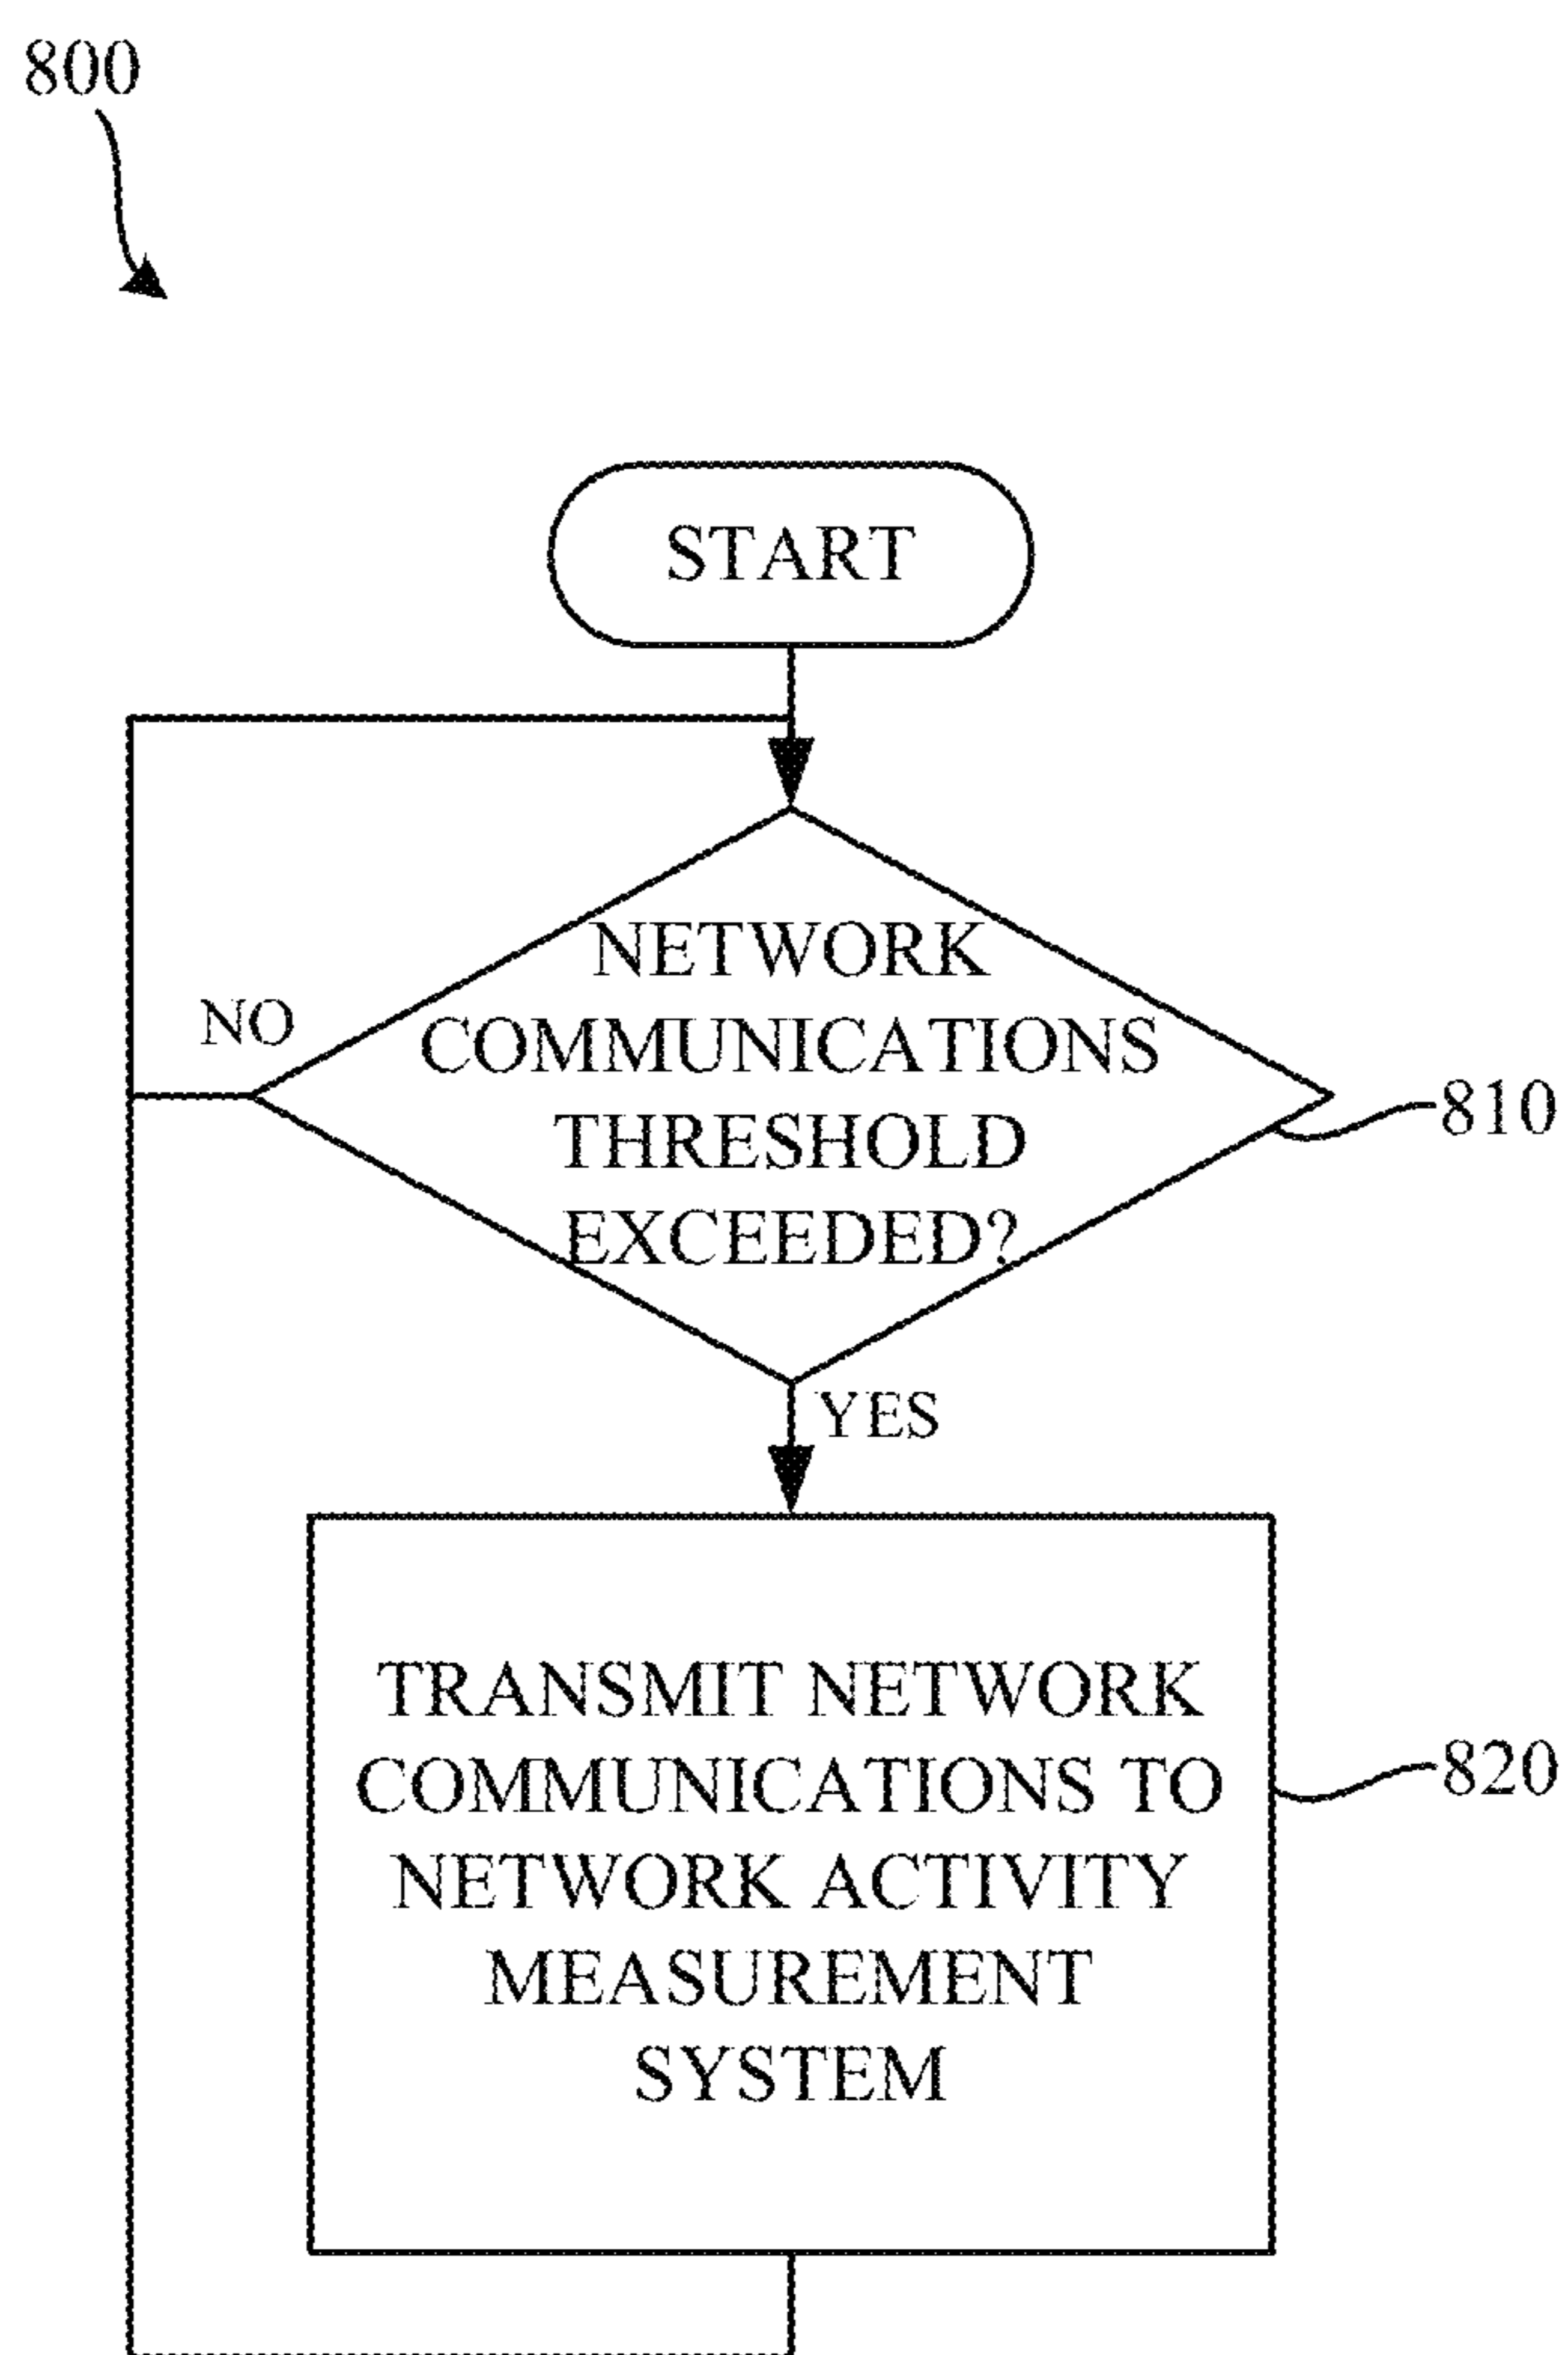 800
START
NETWORK
COMMUNICATIONS
THRESHOLD
EXCEEDED?
NO
810
YES
TRANSMIT NETWORK
COMMUNICATIONS TO
NETWORK ACTIVITY
MEASUREMENT
SYSTEM
820